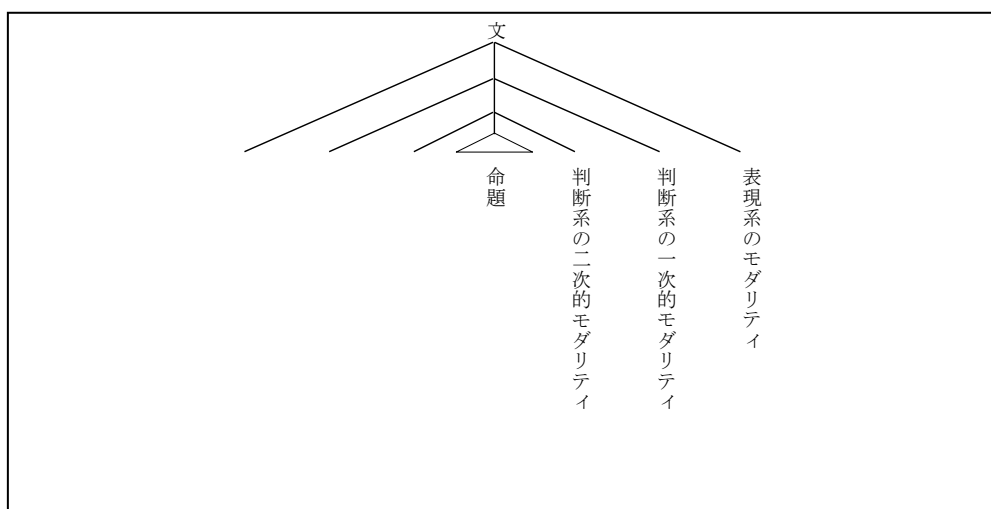 文
表現系のモダリティ
判断系の一次的モダリティ
判断系の二次的モダリティ
命題